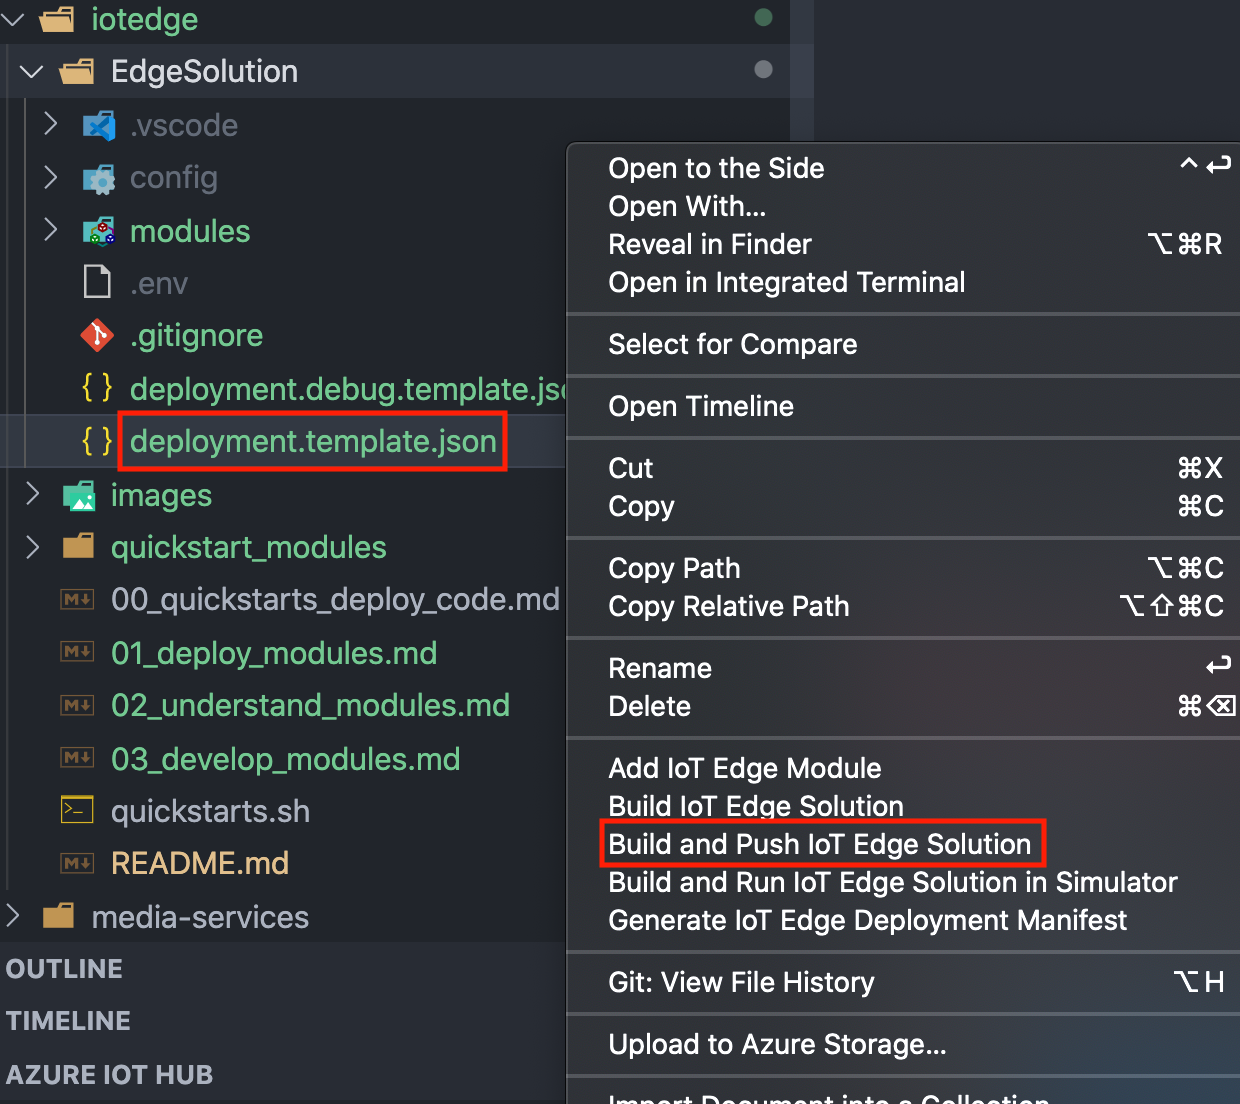 iotedge
EdgeSolution
.vscode
config
modules
.env
.gitignore
deployment.debug.template.jso
deployment.template.json
images
quickstart_modules
00_quickstarts_deploy_code.md
01_deploy_modules.md
02_understand_modules.md
03_develop_modules.md
quickstarts.sh
README.md
media-services
OUTLINE
TIMELINE
AZURE IOT HUB
Open to the Side ^↩
Open With...
Reveal in Finder ⌥⌘R
Open in Integrated Terminal
Select for Compare
Open Timeline
Cut ⌘X
Copy ⌘C
Copy Path ⌥⌘C
Copy Relative Path ⌥⇧⌘C
Rename ↩
Delete ⌘⌫
Add IoT Edge Module
Build IoT Edge Solution
Build and Push IoT Edge Solution
Build and Run IoT Edge Solution in Simulator
Generate IoT Edge Deployment Manifest
Git: View File History ⌥H
Upload to Azure Storage...
Import Document into a Collection